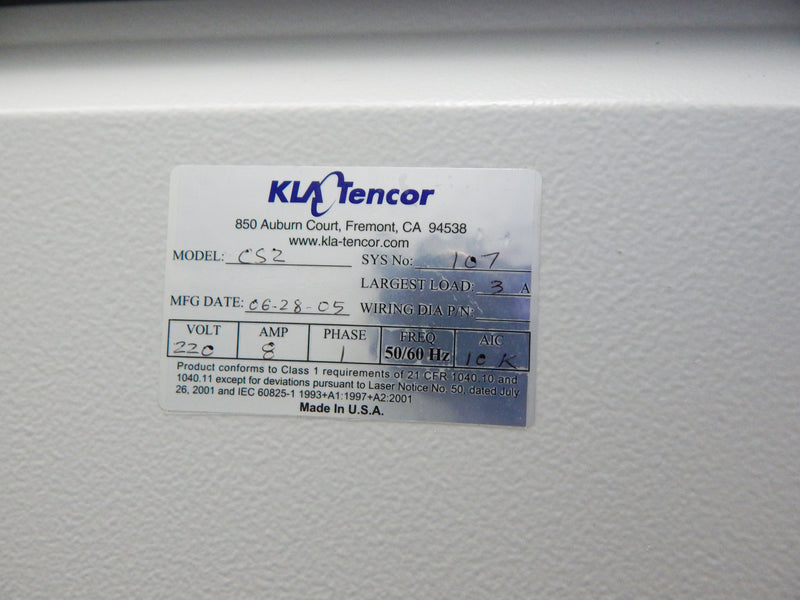 KLA Tencor
850 Auburn Court, Fremont, CA 94538
www.kla-tencor.com
MODEL: CS2 SYS No: 107
LARGEST LOAD: 3 A
MFG DATE: 06-28-05 WIRING DIA P/N:
VOLT AMP PHASE FREQ AIC
220 8 1 50/60 Hz 10 K
Product conforms to Class 1 requirements of 21 CFR 1040.10 and
1040.11 except for deviations pursuant to Laser Notice No. 50, dated July
26, 2001 and IEC 60825-1 1993+A1:1997+A2:2001
Made In U.S.A.